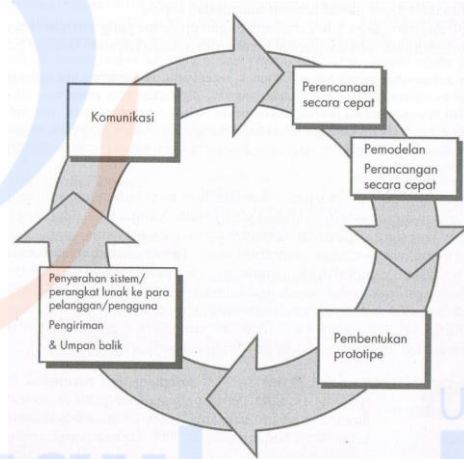 Komunikasi
Perencanaan
secara cepat
Pemodelan
Perancangan
secara cepat
Pembentukan
prototipe
Penyerahan sistem/
perangkat lunak ke para
pelanggan/pengguna
Pengiriman
& Umpan balik